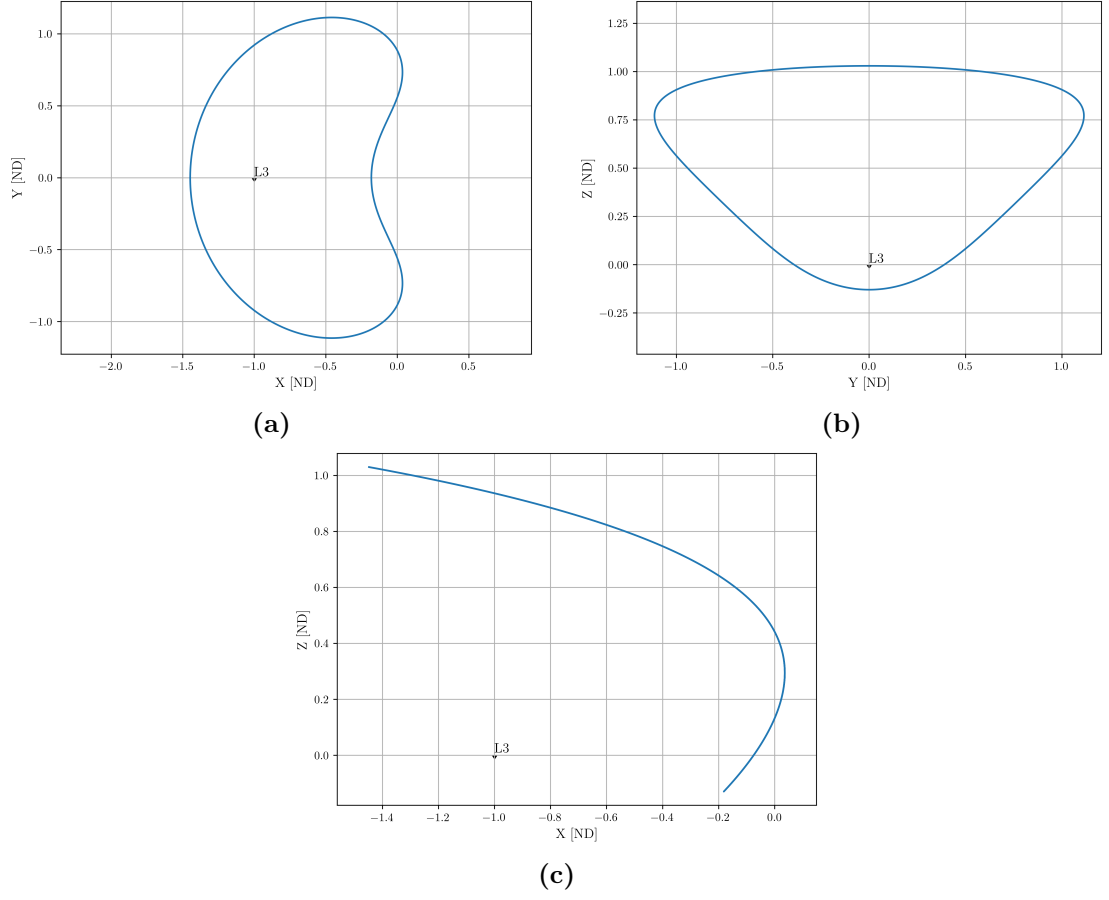 1.0
0.5
0.0
−0.5
−1.0
Y [ND]
L3
−2.0 −1.5 −1.0 −0.5 0.0 0.5
X [ND]
(a)
1.25
1.00
0.75
0.50
0.25
0.00
−0.25
Z [ND]
L3
−1.0 −0.5 0.0 0.5 1.0
Y [ND]
(b)
1.0
0.8
0.6
0.4
0.2
0.0
Z [ND]
L3
−1.4 −1.2 −1.0 −0.8 −0.6 −0.4 −0.2 0.0
X [ND]
(c)